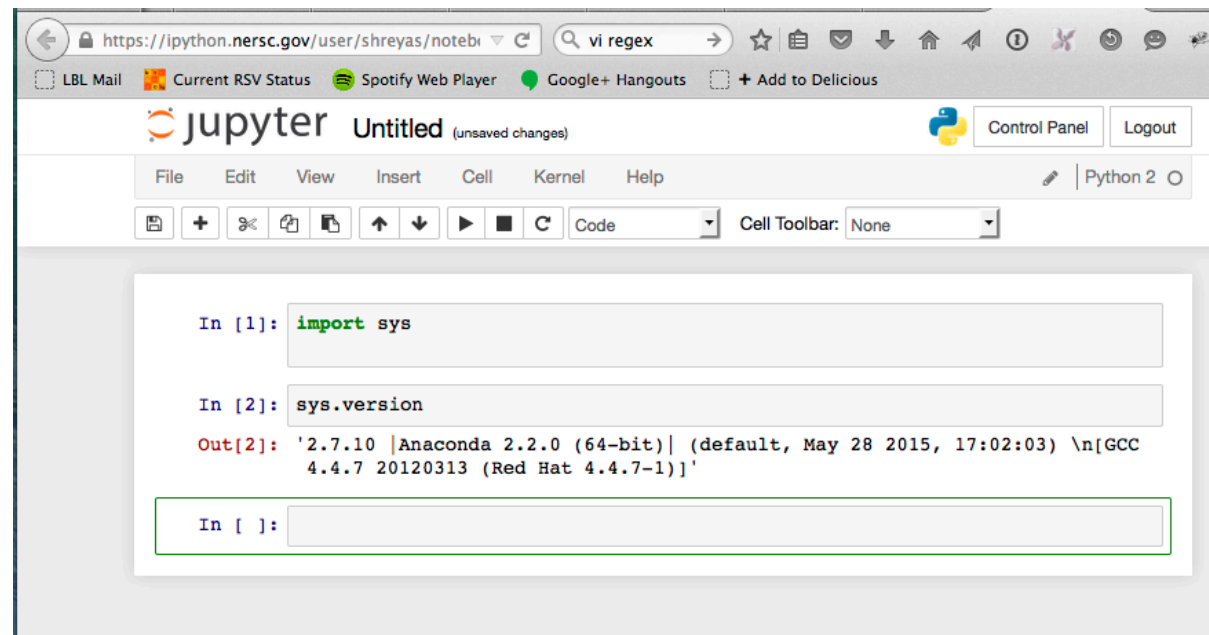 https://ipython.nersc.gov/user/shreyas/noteb vi regex
LBL Mail Current RSV Status Spotify Web Player Google+ Hangouts + Add to Delicious
jupyter Untitled (unsaved changes) Control Panel Logout
File Edit View Insert Cell Kernel Help Python 2
Code Cell Toolbar: None
In [1]: import sys
In [2]: sys.version
Out[2]: '2.7.10 |Anaconda 2.2.0 (64-bit)| (default, May 28 2015, 17:02:03) \n[GCC
4.4.7 20120313 (Red Hat 4.4.7-1)]'
In [ ]: